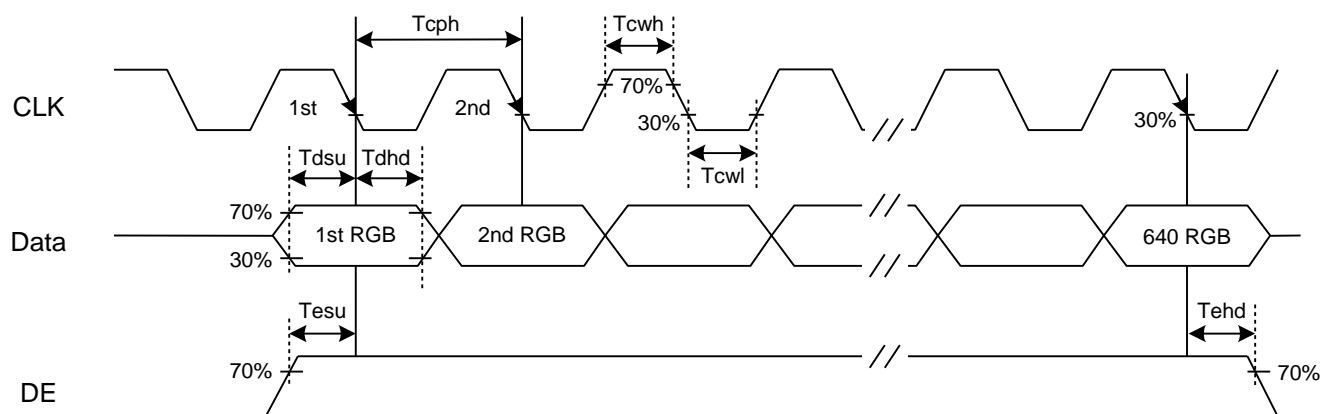 Tcph
Tcwh
CLK
1st
2nd
70%
30%
30%
Tdsu
Tdhd
Tcwl
70%
Data
1st RGB
2nd RGB
640 RGB
30%
Tesu
Tehd
70%
70%
DE